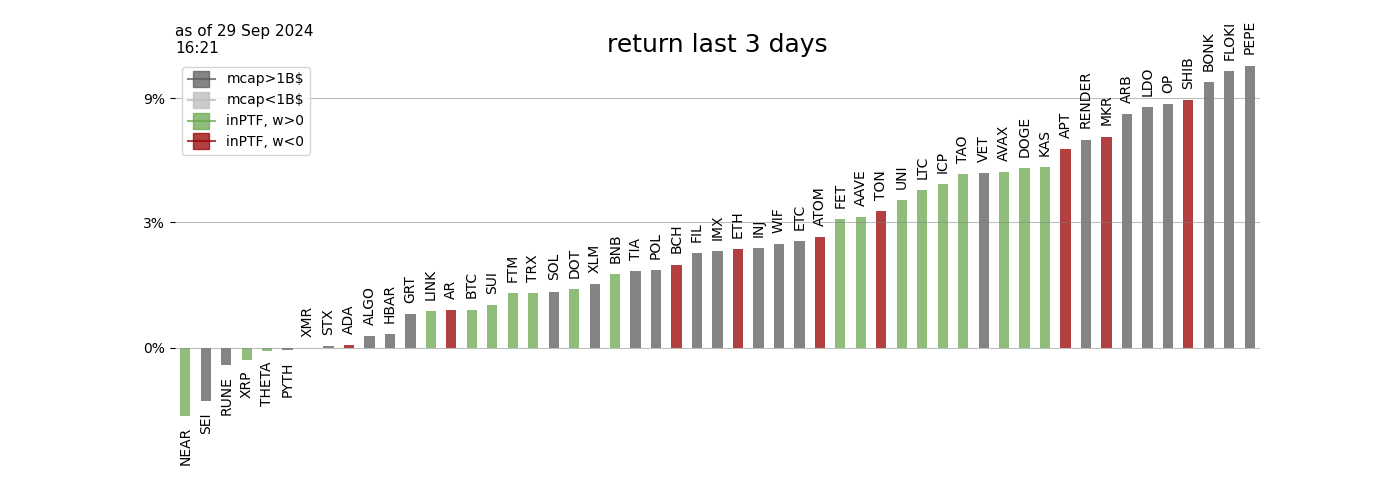 as of 29 Sep 2024
16:21
return last 3 days
mcap>1B$
mcap<1B$
inPTF, w>0
inPTF, w<0
9%
3%
0%
NEAR
SEI
RUNE
XRP
THETA
PYTH
XMR
STX
ADA
ALGO
HBAR
GRT
LINK
AR
BTC
SUI
FTM
TRX
SOL
DOT
XLM
BNB
TIA
POL
BCH
FIL
IMX
ETH
INJ
WIF
ETC
ATOM
FET
AAVE
TON
UNI
LTC
ICP
TAO
VET
AVAX
DOGE
KAS
APT
RENDER
MKR
ARB
LDO
OP
SHIB
BONK
FLOKI
PEPE